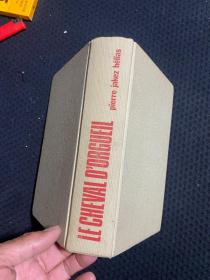 LE CHEVAL D'ORGUEIL
pierre jakez hélias